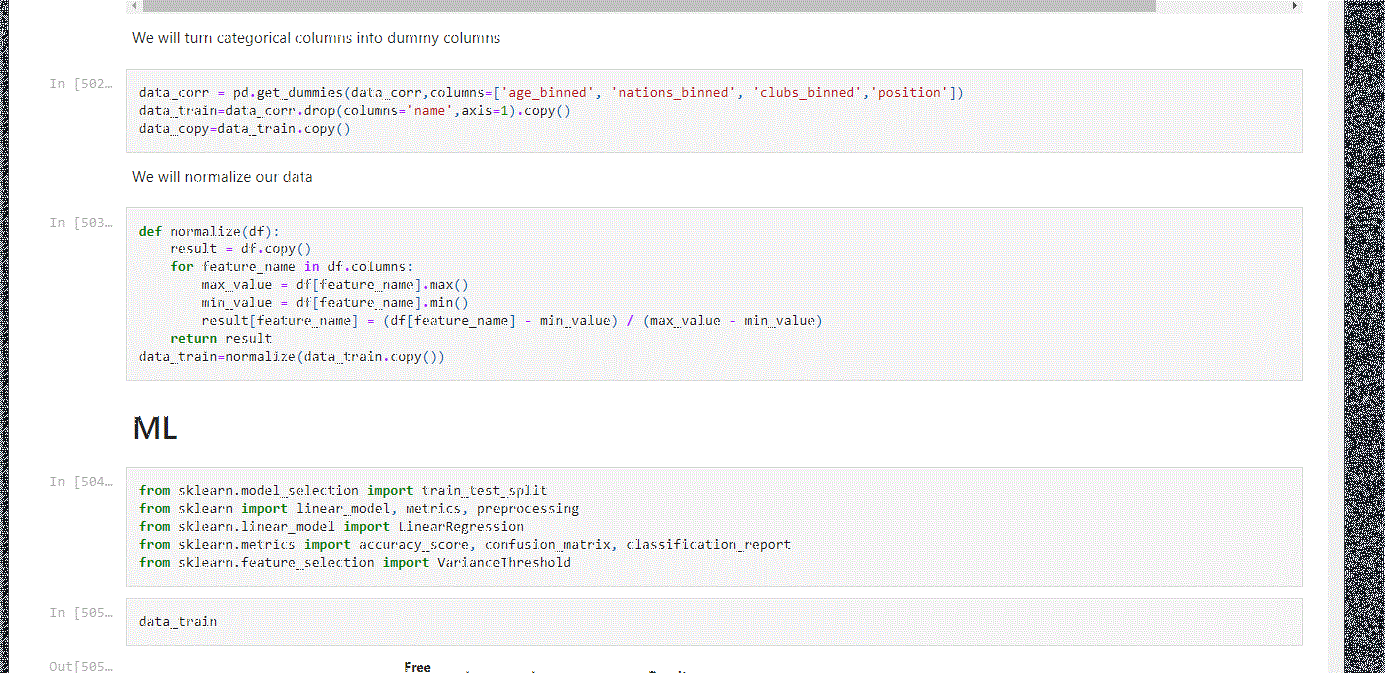 We will turn categorical columns into dummy columns
In [502…
data_corr = pd.get_dummies(data_corr,columns=['age_binned', 'nations_binned', 'clubs_binned','position'])
data_train=data_corr.drop(columns='name',axis=1).copy()
data_copy=data_train.copy()
We will normalize our data
In [503…
def normalize(df):
    result = df.copy()
    for feature_name in df.columns:
        max_value = df[feature_name].max()
        min_value = df[feature_name].min()
        result[feature_name] = (df[feature_name] - min_value) / (max_value - min_value)
    return result
data_train=normalize(data_train.copy())
ML
In [504…
from sklearn.model_selection import train_test_split
from sklearn import linear_model, metrics, preprocessing
from sklearn.linear_model import LinearRegression
from sklearn.metrics import accuracy_score, confusion_matrix, classification_report
from sklearn.feature_selection import VarianceThreshold
In [505…
data_train
Out[505…
Free